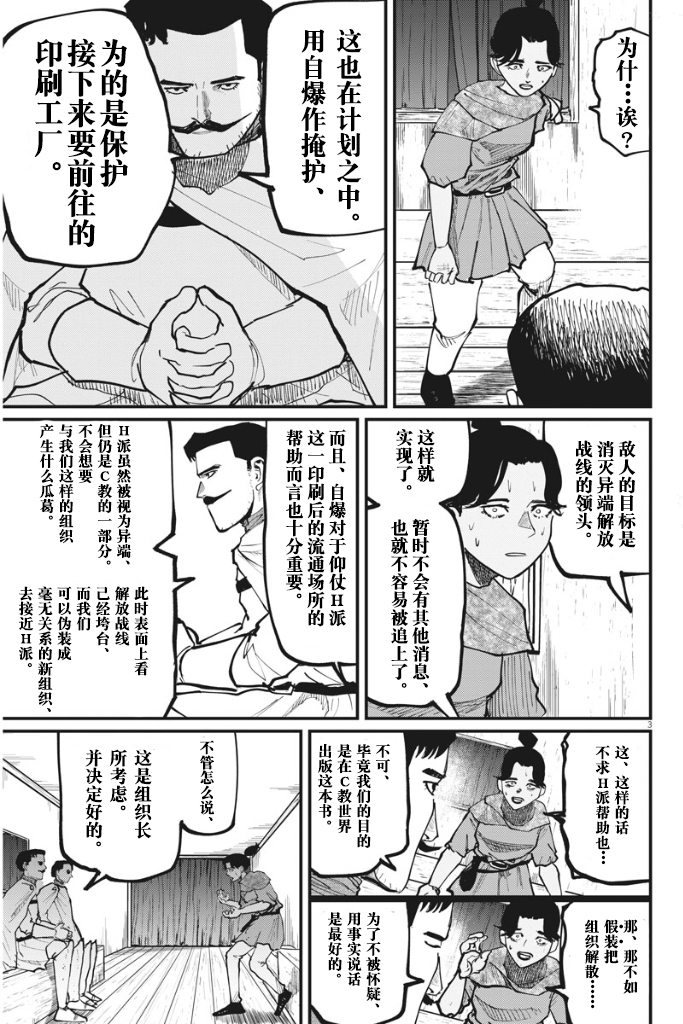 为什…诶？
这也在计划之中。
用自爆作掩护、
为的是保护
接下来要前往的
印刷工厂。
敌人的目标是
消灭异端解放
战线的领头。
这样就
实现了。
暂时不会有其他消息、
也就不容易被追上了。
而且、自爆对于仰仗H派
这一印刷后的流通场所的
帮助而言也十分重要。
H派虽然被视为异端、
但仍是C教的一部分。
不会想要
与我们这样的组织
产生什么瓜葛。
此时表面上看
解放战线
已经垮台、
而我们
可以伪装成
毫无关系的新组织、
去接近H派。
3
这、这样的话
不求H派帮助也…
不可、
毕竟我们的目的
是在C教世界
出版这本书。
那、那不如
假装把
组织解散……
为了不被怀疑、
用事实说话
是最好的。
不管怎么说、
这是组织长
所考虑。
并决定好的。